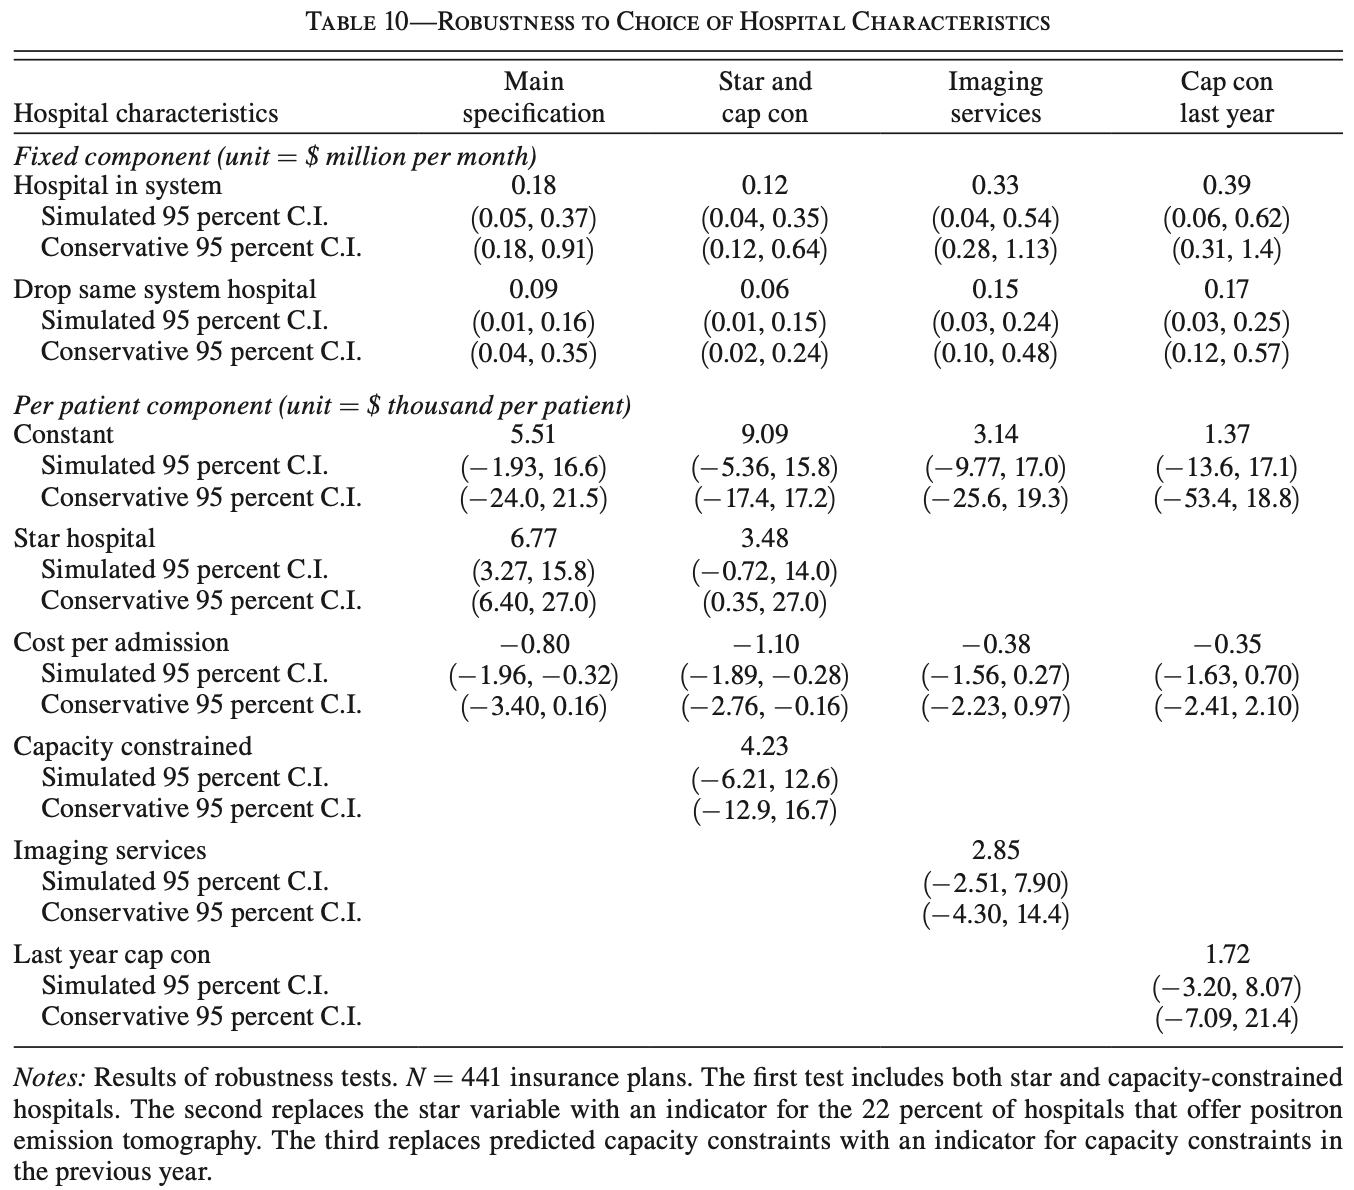 TABLE 10—ROBUSTNESS TO CHOICE OF HOSPITAL CHARACTERISTICS
Hospital characteristics Main specification Star and cap con Imaging services Cap con last year
Fixed component (unit = $ million per month)
Hospital in system 0.18 0.12 0.33 0.39
Simulated 95 percent C.I. (0.05, 0.37) (0.04, 0.35) (0.04, 0.54) (0.06, 0.62)
Conservative 95 percent C.I. (0.18, 0.91) (0.12, 0.64) (0.28, 1.13) (0.31, 1.4)
Drop same system hospital 0.09 0.06 0.15 0.17
Simulated 95 percent C.I. (0.01, 0.16) (0.01, 0.15) (0.03, 0.24) (0.03, 0.25)
Conservative 95 percent C.I. (0.04, 0.35) (0.02, 0.24) (0.10, 0.48) (0.12, 0.57)
Per patient component (unit = $ thousand per patient)
Constant 5.51 9.09 3.14 1.37
Simulated 95 percent C.I. (−1.93, 16.6) (−5.36, 15.8) (−9.77, 17.0) (−13.6, 17.1)
Conservative 95 percent C.I. (−24.0, 21.5) (−17.4, 17.2) (−25.6, 19.3) (−53.4, 18.8)
Star hospital 6.77 3.48
Simulated 95 percent C.I. (3.27, 15.8) (−0.72, 14.0)
Conservative 95 percent C.I. (6.40, 27.0) (0.35, 27.0)
Cost per admission −0.80 −1.10 −0.38 −0.35
Simulated 95 percent C.I. (−1.96, −0.32) (−1.89, −0.28) (−1.56, 0.27) (−1.63, 0.70)
Conservative 95 percent C.I. (−3.40, 0.16) (−2.76, −0.16) (−2.23, 0.97) (−2.41, 2.10)
Capacity constrained 4.23
Simulated 95 percent C.I. (−6.21, 12.6)
Conservative 95 percent C.I. (−12.9, 16.7)
Imaging services 2.85
Simulated 95 percent C.I. (−2.51, 7.90)
Conservative 95 percent C.I. (−4.30, 14.4)
Last year cap con 1.72
Simulated 95 percent C.I. (−3.20, 8.07)
Conservative 95 percent C.I. (−7.09, 21.4)
Notes: Results of robustness tests. N = 441 insurance plans. The first test includes both star and capacity-constrained
hospitals. The second replaces the star variable with an indicator for the 22 percent of hospitals that offer positron
emission tomography. The third replaces predicted capacity constraints with an indicator for capacity constraints in
the previous year.